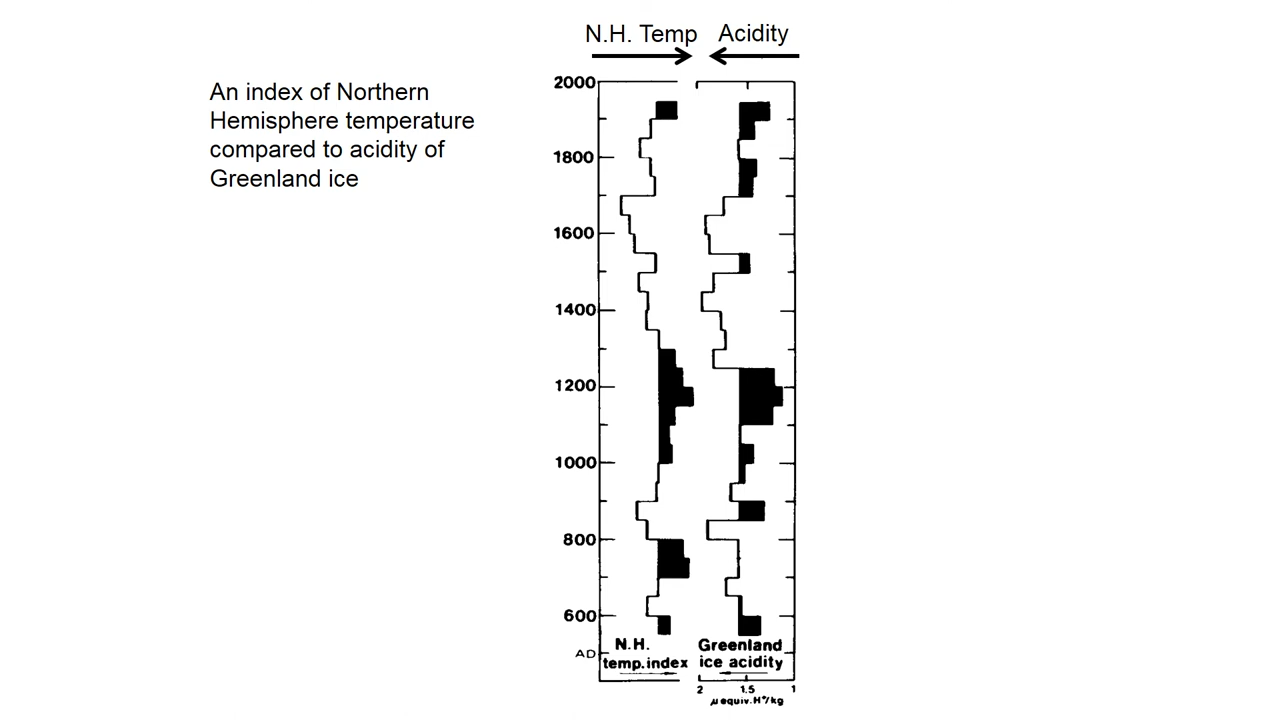 N.H. Temp Acidity
An index of Northern
Hemisphere temperature
compared to acidity of
Greenland ice
2000
1800
1600
1400
1200
1000
800
600
AD
N.H.
temp.index
Greenland
ice acidity
2 1.5 1
μequiv.H⁺/kg